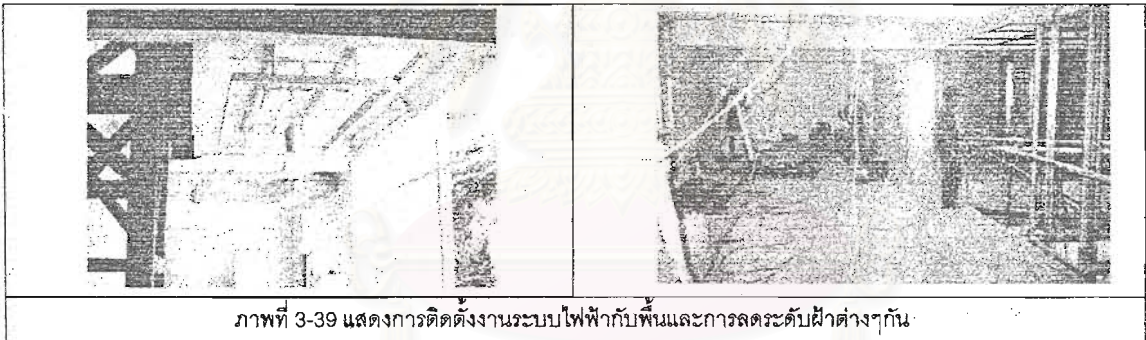 ภาพที่ 3-39 แสดงการติดตั้งงานระบบไฟฟ้ากับพื้นและการลดระดับฝ้าต่างๆกัน